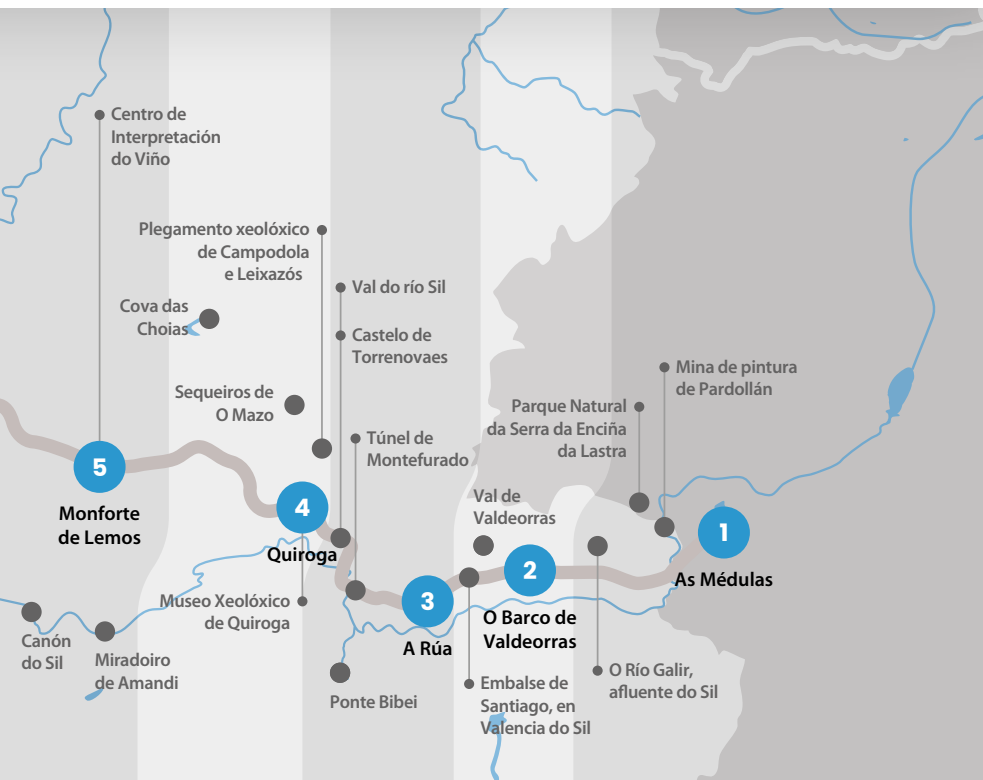 Centro de
Interpretación
do Viño
Plegamento xeolóxico
de Campodola
e Leixazós
Val do río Sil
Cova das
Choias
Castelo de
Torrenovaes
Mina de pintura
de Pardollán
Sequeiros de
O Mazo
Parque Natural
da Serra da Enciña
da Lastra
Túnel de
Montefurado
5
Monforte
de Lemos
4
Quiroga
Val de
Valdeorras
1
As Médulas
2
O Barco de
Valdeorras
3
A Rúa
Museo Xeolóxico
de Quiroga
Canón
do Sil
Miradoiro
de Amandi
Ponte Bibei
Embalse de
Santiago, en
Valencia do Sil
O Río Galir,
afluente do Sil